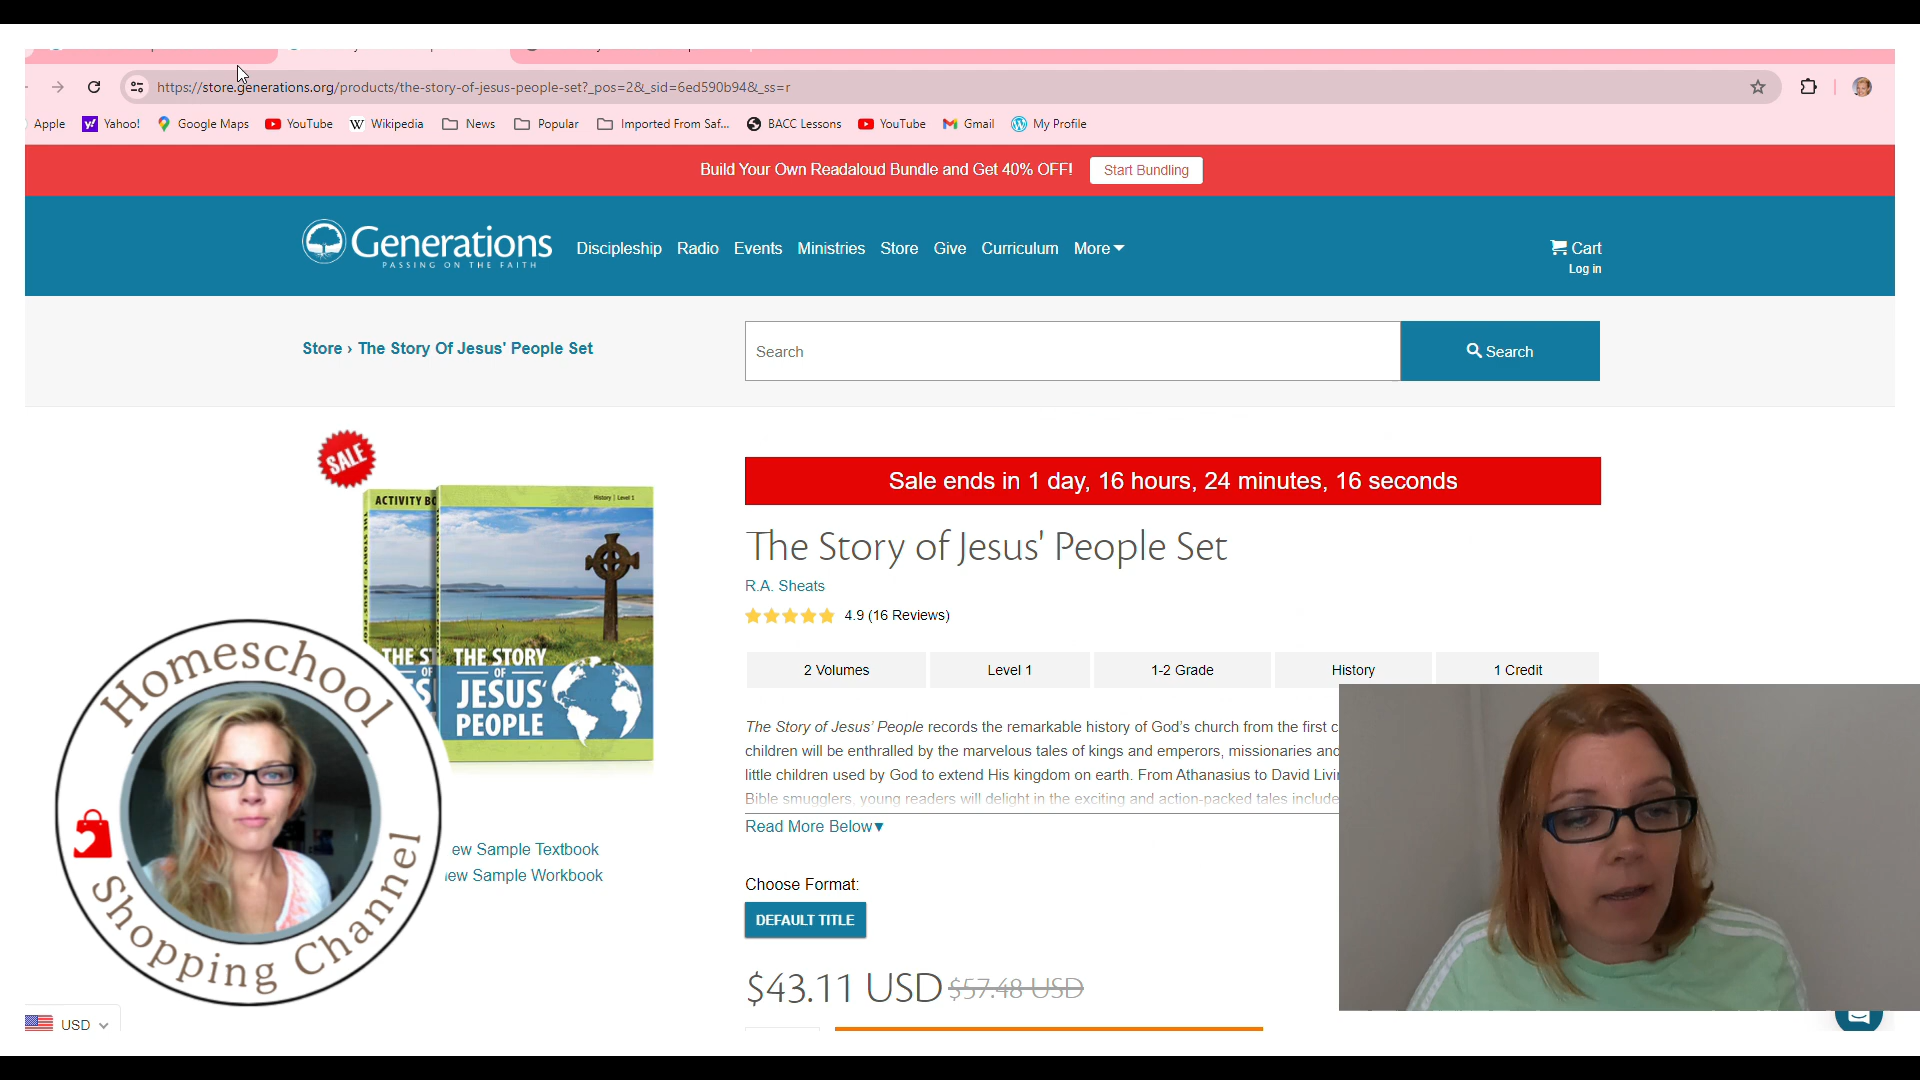 https://store.generations.org/products/the-story-of-jesus-people-set?_pos=2&_sid=6ed590b94&_ss=r
Apple Yahoo! Google Maps YouTube Wikipedia News Popular Imported From Saf... BACC Lessons YouTube Gmail My Profile
Build Your Own Readaloud Bundle and Get 40% OFF! Start Bundling
Generations
PASSING ON THE FAITH
Discipleship Radio Events Ministries Store Give Curriculum More
Cart
Log in
Store › The Story Of Jesus' People Set
Search
Search
SALE
Sale ends in 1 day, 16 hours, 24 minutes, 16 seconds
ACTIVITY BO
History | Level 1
THE STORY
OF
JESUS'
PEOPLE
The Story of Jesus' People Set
R.A. Sheats
4.9 (16 Reviews)
2 Volumes Level 1 1-2 Grade History 1 Credit
The Story of Jesus' People records the remarkable history of God's church from the first c
children will be enthralled by the marvelous tales of kings and emperors, missionaries and
little children used by God to extend His kingdom on earth. From Athanasius to David Livi
Bible smugglers, young readers will delight in the exciting and action-packed tales include
Read More Below▼
Homeschool
Shopping Channel
ew Sample Textbook
iew Sample Workbook
Choose Format:
DEFAULT TITLE
$43.11 USD $57.48 USD
USD